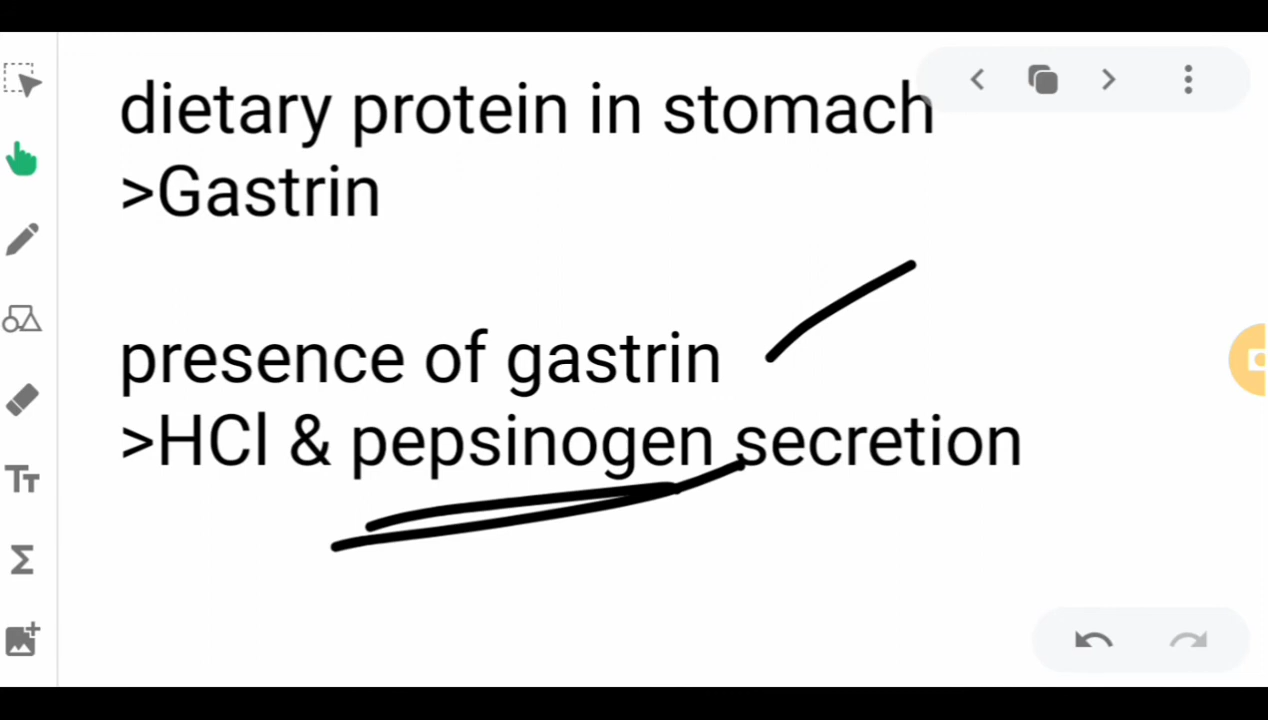 dietary protein in stomach
>Gastrin
presence of gastrin
>HCl & pepsinogen secretion